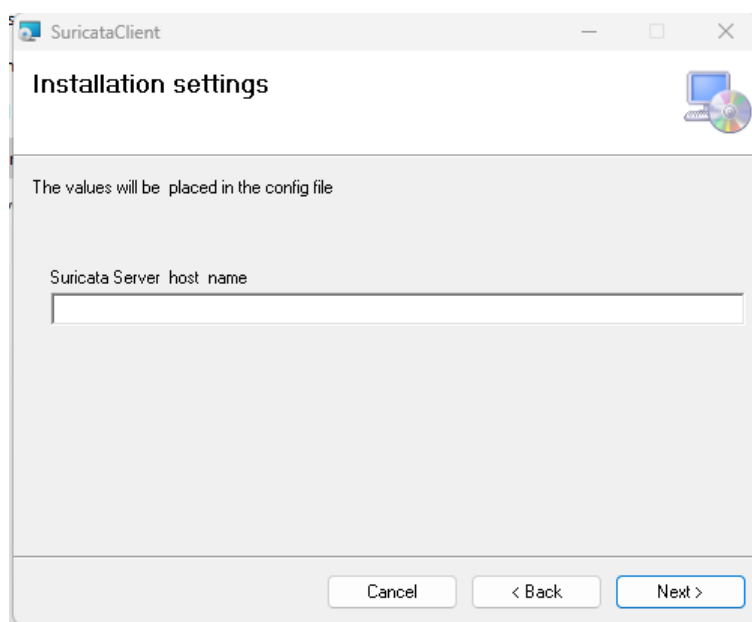 SuricataClient
Installation settings
The values will be placed in the config file
Suricata Server host name
Cancel
< Back
Next >